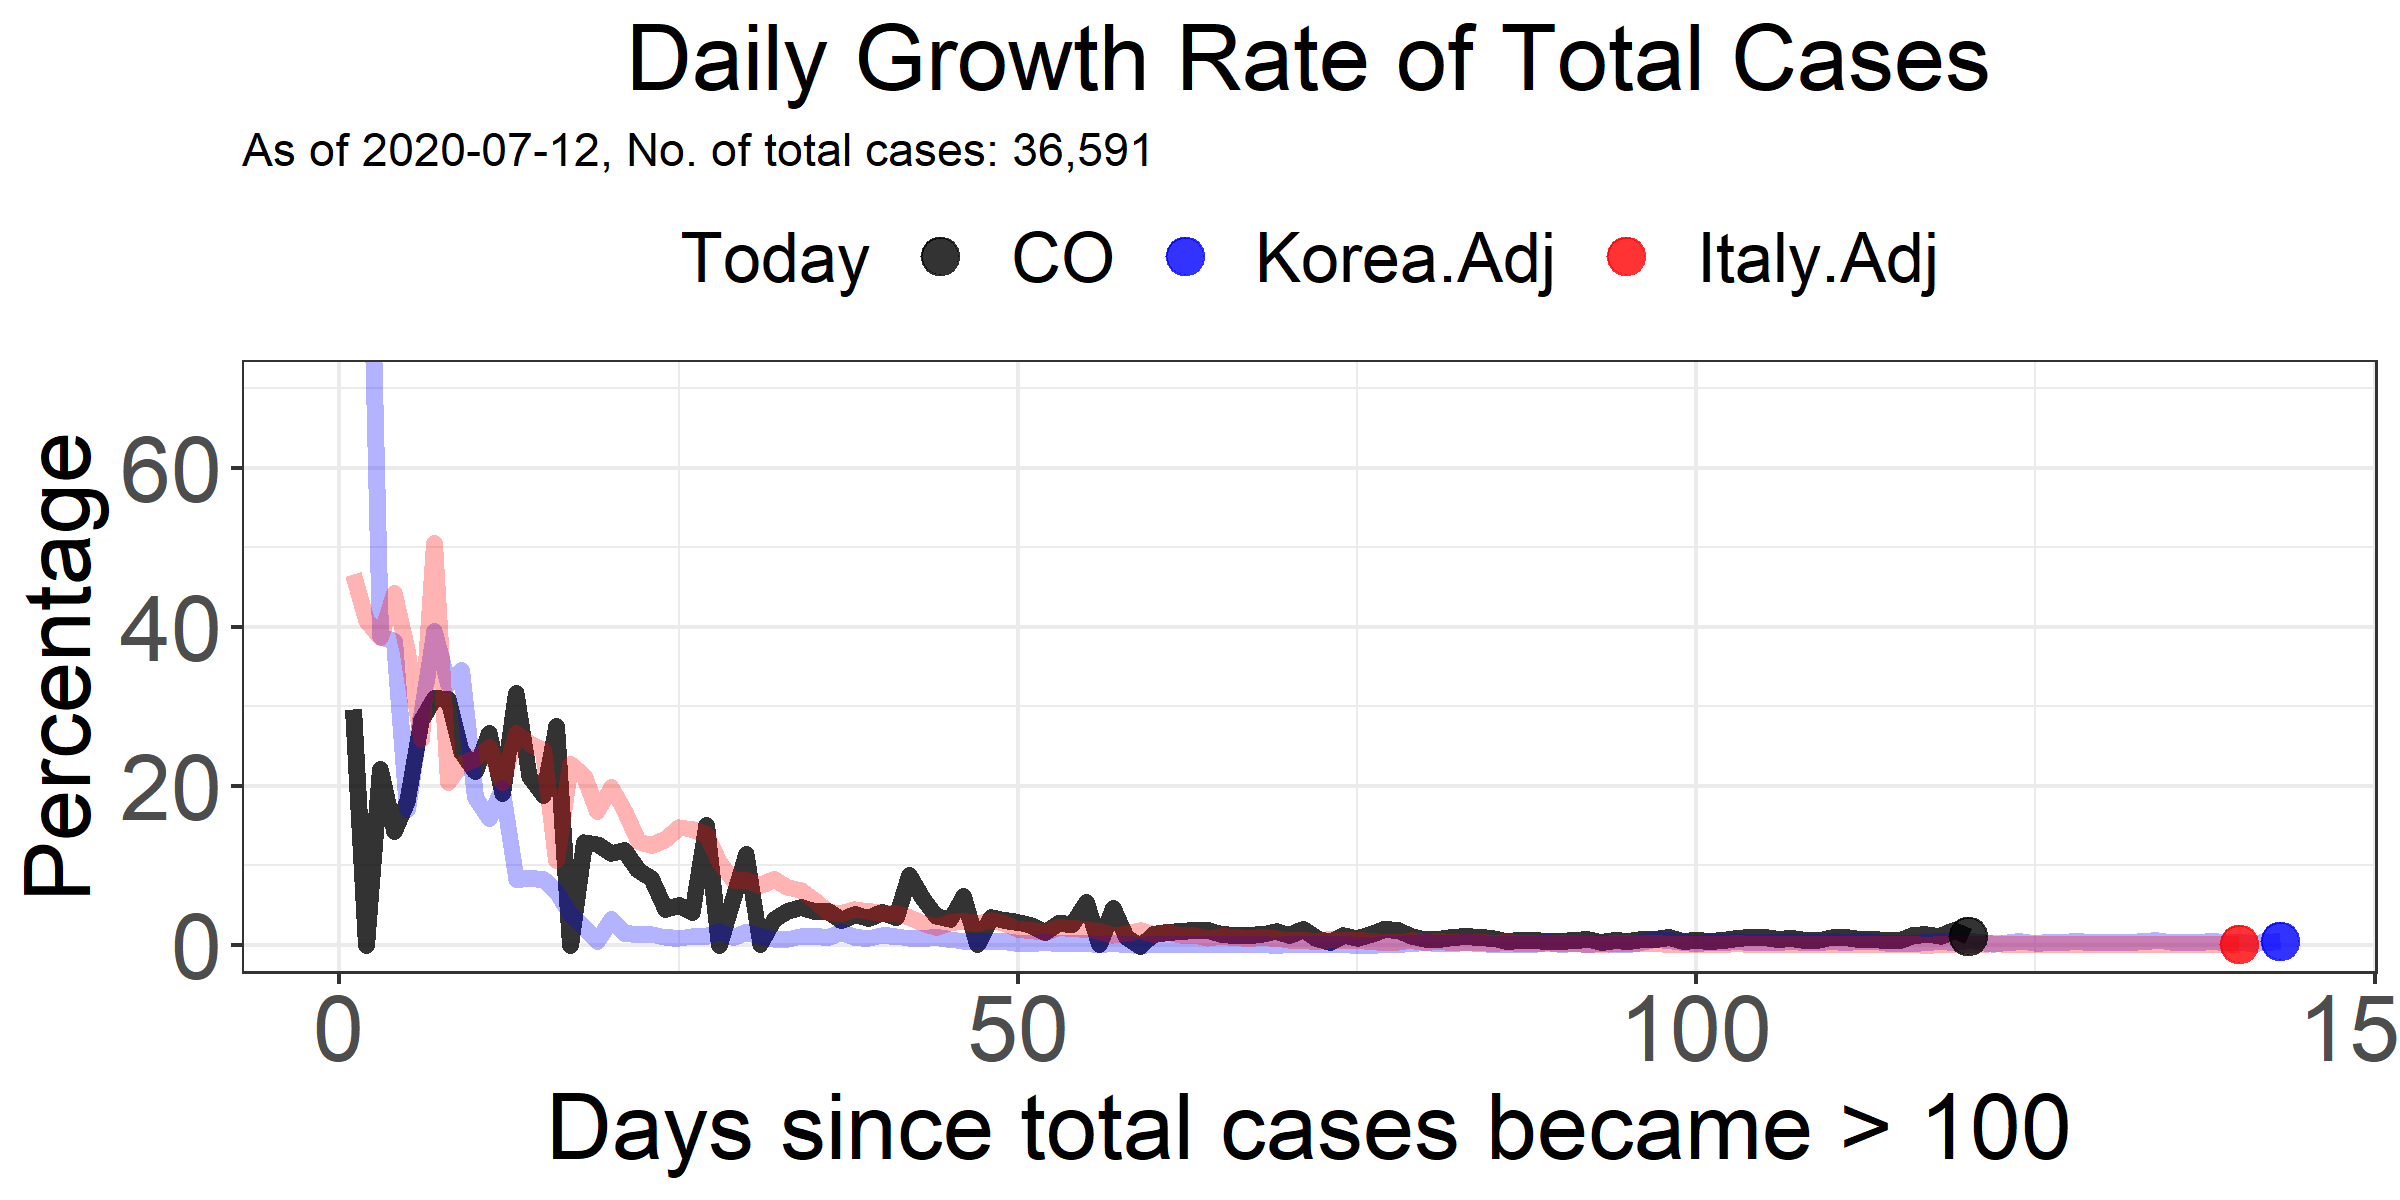 Daily Growth Rate of Total Cases
As of 2020-07-12, No. of total cases: 36,591
Today CO Korea.Adj Italy.Adj
Percentage
60
40
20
0
0 50 100 15
Days since total cases became > 100